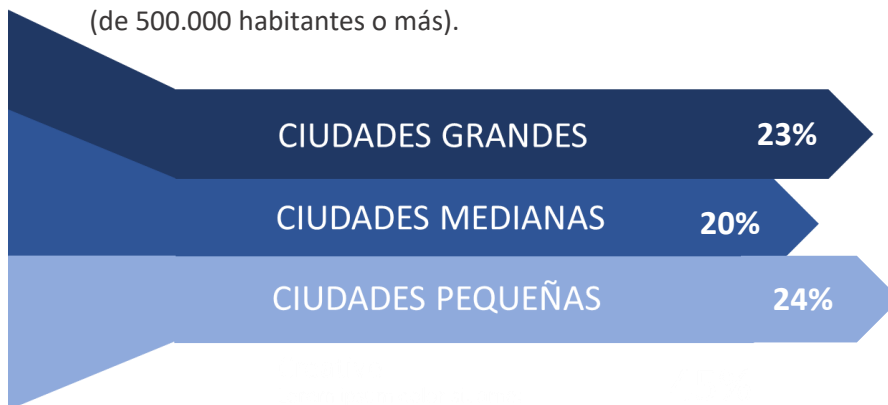 (de 500.000 habitantes o más).
CIUDADES GRANDES 23%
CIUDADES MEDIANAS 20%
CIUDADES PEQUEÑAS 24%